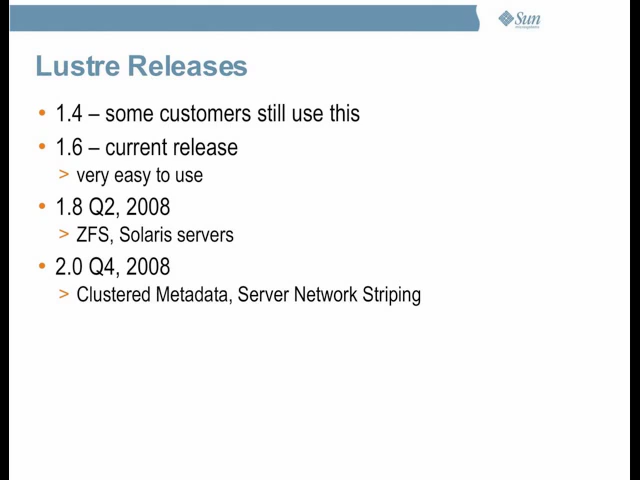 Sun
Lustre Releases
• 1.4 – some customers still use this
• 1.6 – current release
> very easy to use
• 1.8 Q2, 2008
> ZFS, Solaris servers
• 2.0 Q4, 2008
> Clustered Metadata, Server Network Striping